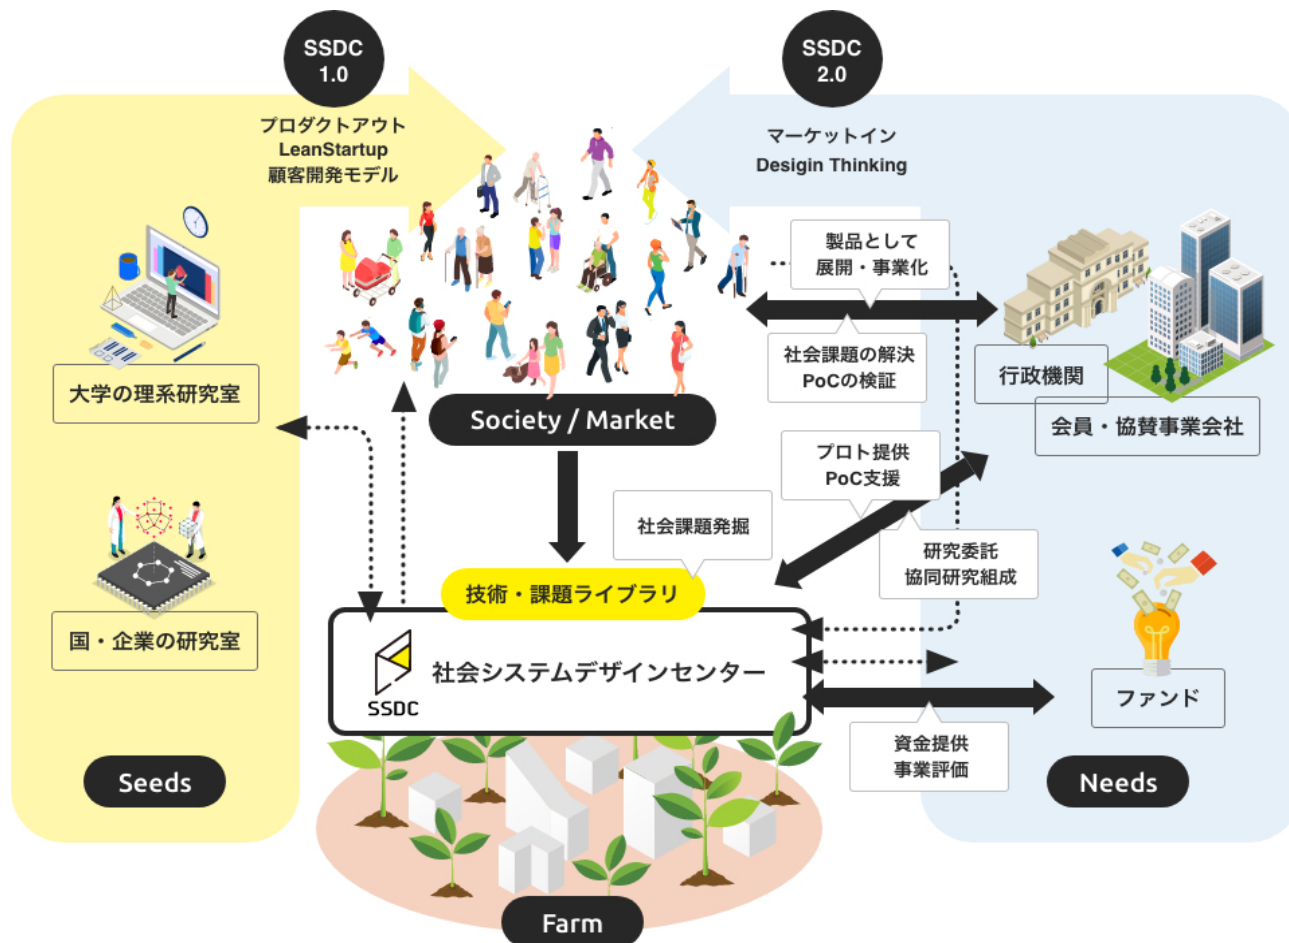 SSDC
1.0
SSDC
2.0
プロダクトアウト
LeanStartup
顧客開発モデル
マーケットイン
Desigin Thinking
製品として
展開・事業化
社会課題の解決
PoCの検証
行政機関
会員・協賛事業会社
大学の理系研究室
Society / Market
プロト提供
PoC支援
社会課題発掘
研究委託
協同研究組成
技術・課題ライブラリ
国・企業の研究室
社会システムデザインセンター
SSDC
ファンド
資金提供
事業評価
Seeds
Needs
Farm